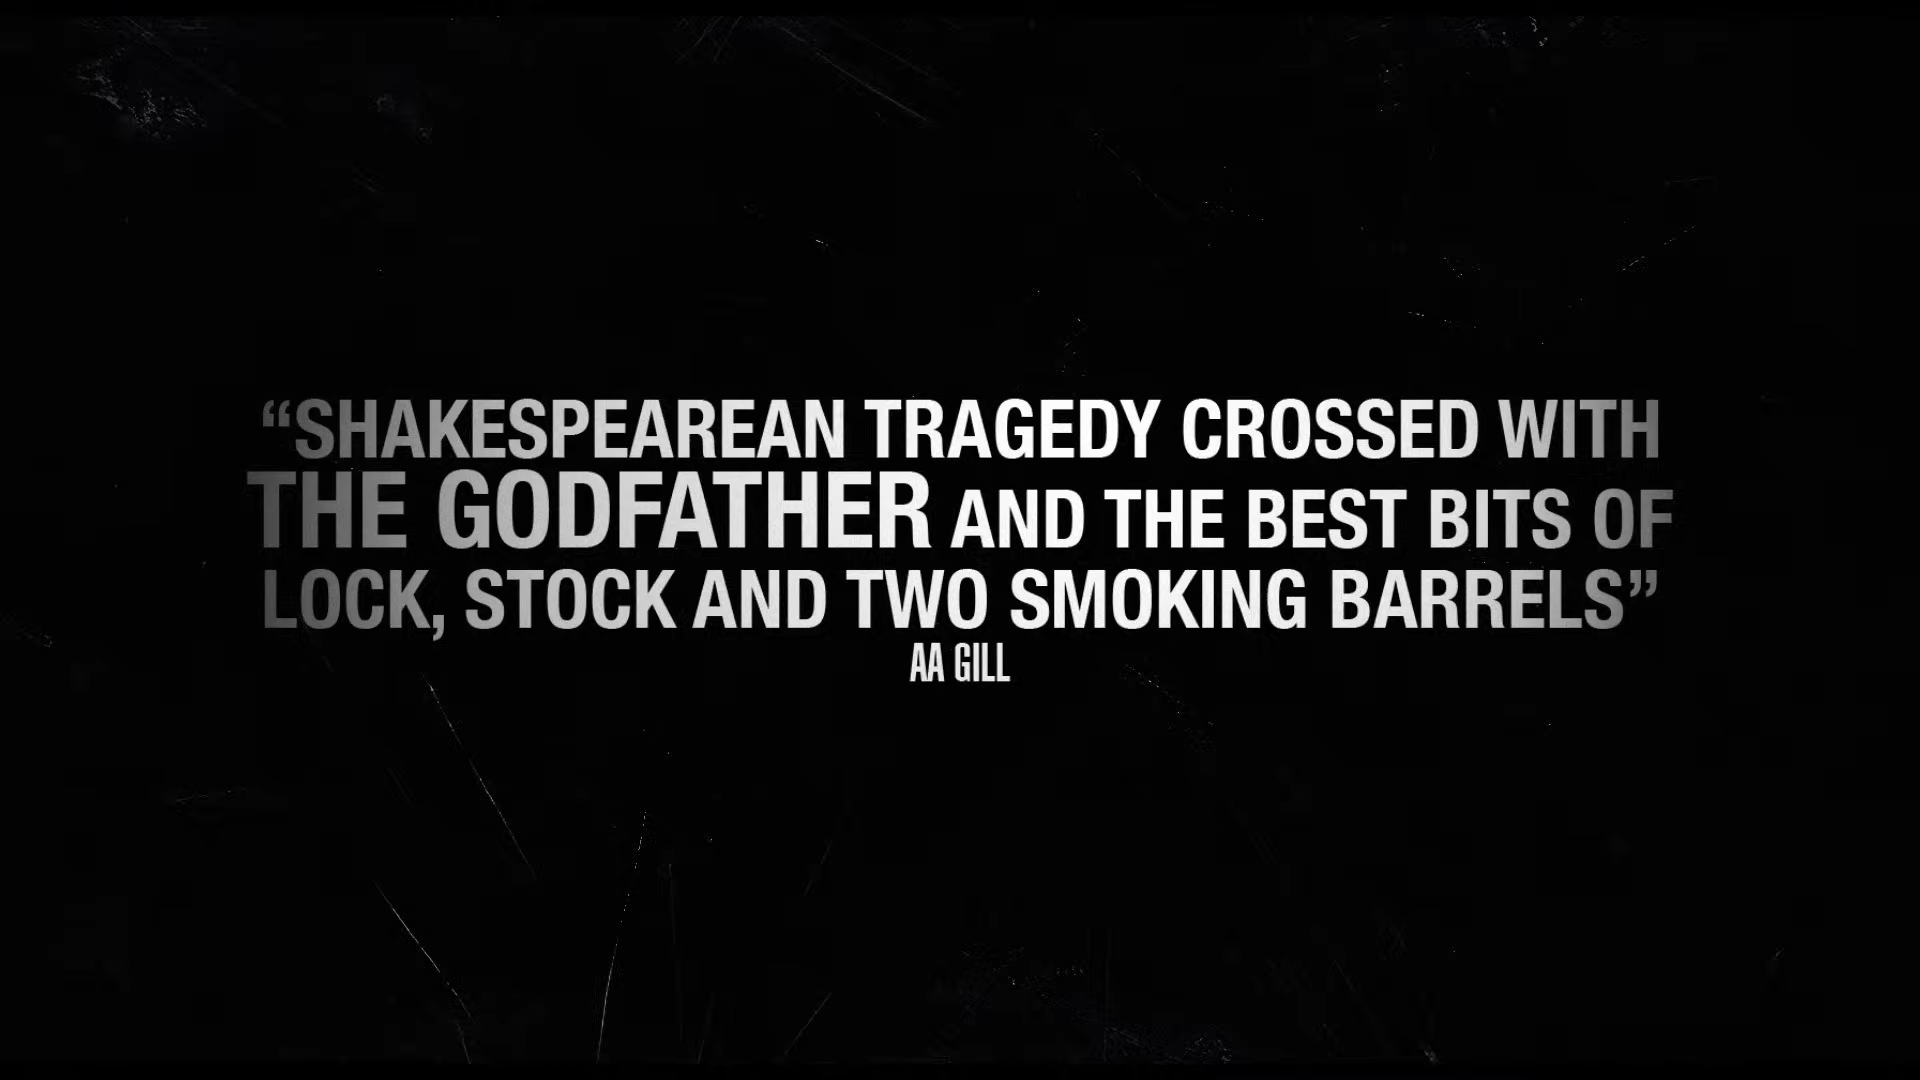 “SHAKESPEAREAN TRAGEDY CROSSED WITH
THE GODFATHER AND THE BEST BITS OF
LOCK, STOCK AND TWO SMOKING BARRELS”
AA GILL